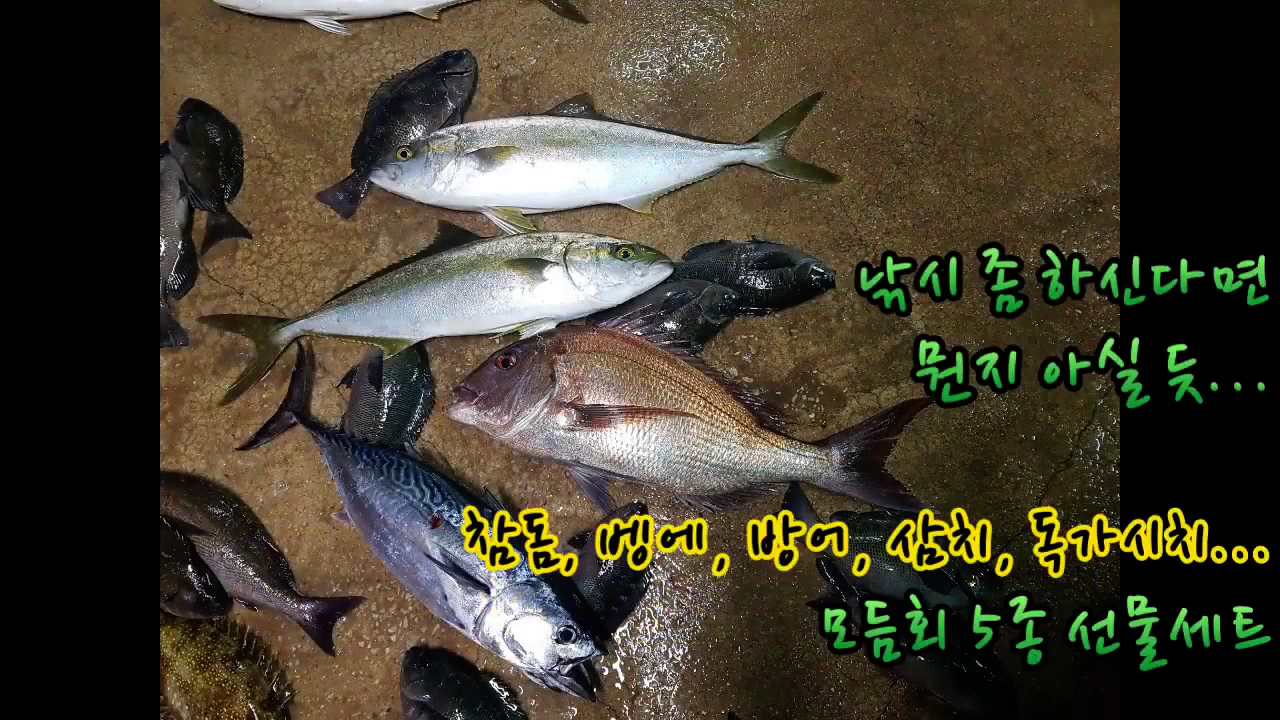 낚시 좀 하신다면
뭔지 아실 듯...
참돔, 벵에, 방어, 삼치, 독가시치...
모듬회 5종 선물세트